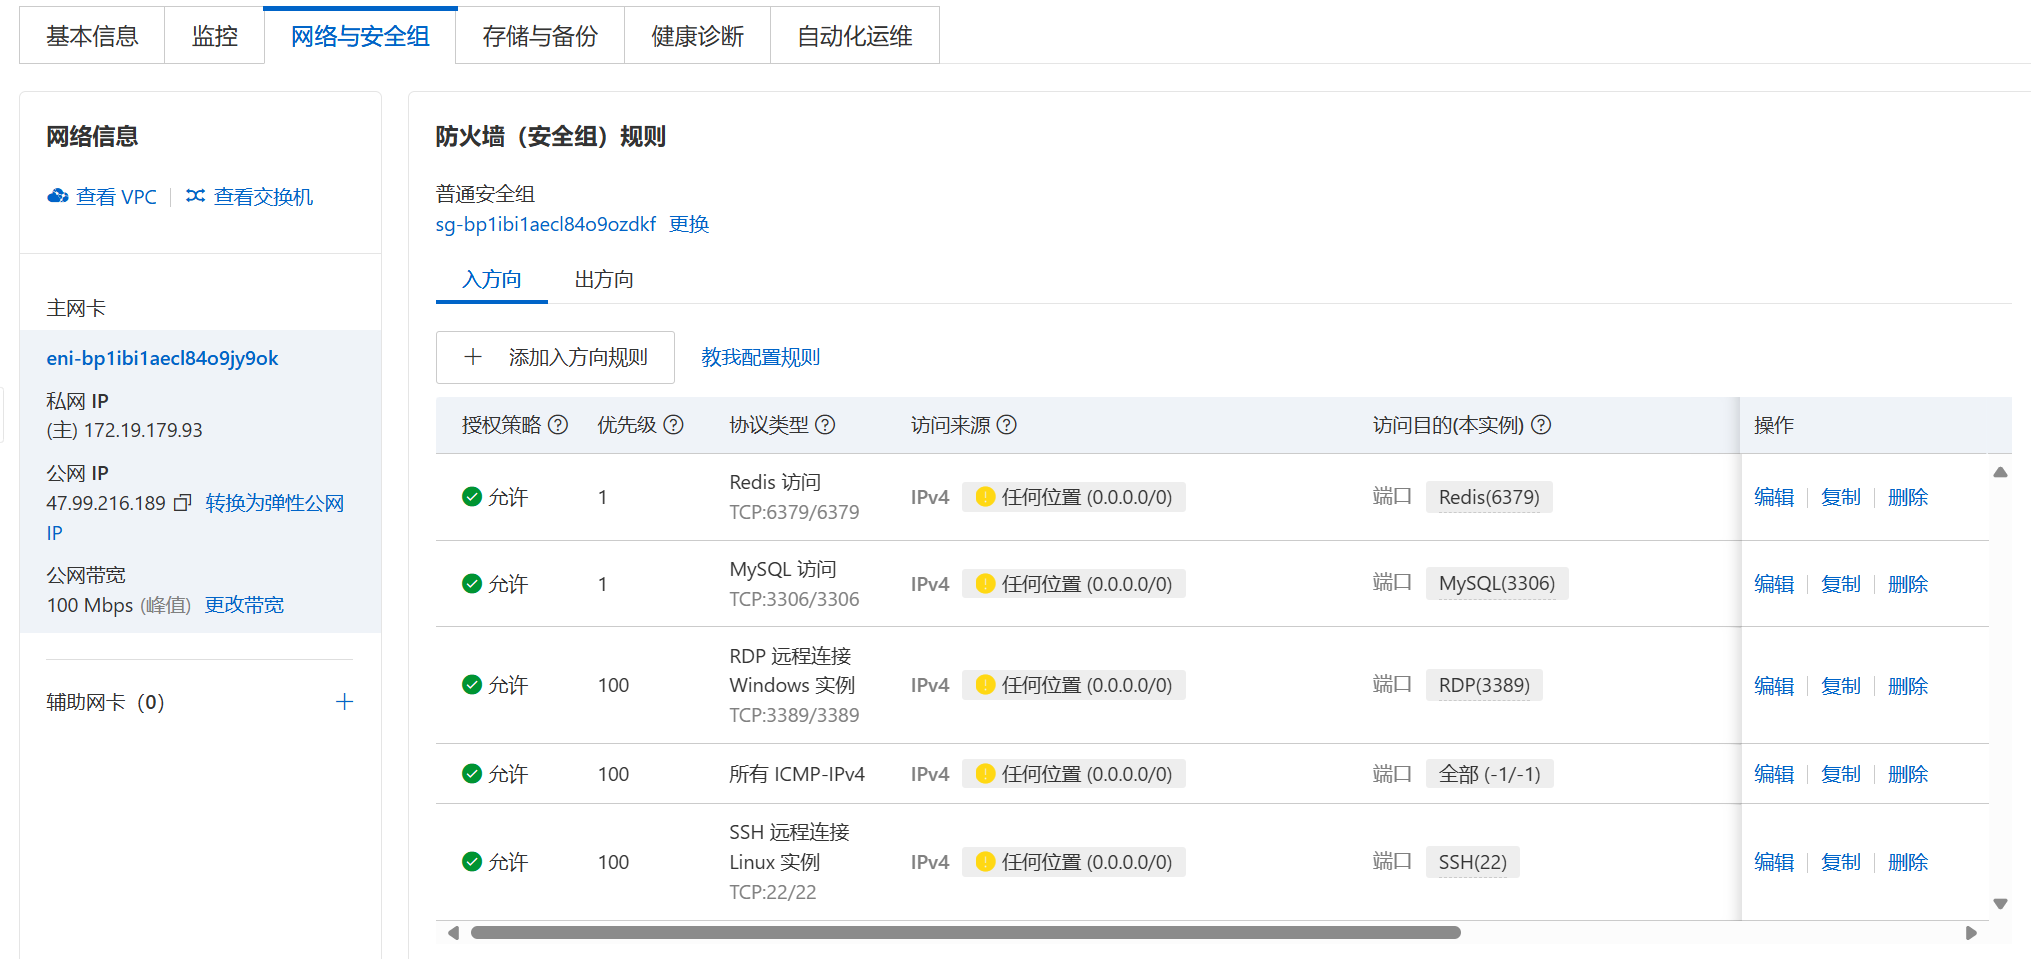 基本信息 监控 网络与安全组 存储与备份 健康诊断 自动化运维
网络信息
查看 VPC 查看交换机
主网卡
eni-bp1ibi1aecl84o9jy9ok
私网 IP
(主) 172.19.179.93
公网 IP
47.99.216.189 转换为弹性公网
IP
公网带宽
100 Mbps (峰值) 更改带宽
辅助网卡（0）
防火墙（安全组）规则
普通安全组
sg-bp1ibi1aecl84o9ozdkf 更换
入方向 出方向
添加入方向规则 教我配置规则
授权策略 优先级 协议类型 访问来源 访问目的(本实例) 操作
Redis 访问
允许 1 IPv4 任何位置 (0.0.0.0/0) 端口 Redis(6379) 编辑 复制 删除
TCP:6379/6379
MySQL 访问
允许 1 IPv4 任何位置 (0.0.0.0/0) 端口 MySQL(3306) 编辑 复制 删除
TCP:3306/3306
RDP 远程连接
允许 100 Windows 实例 IPv4 任何位置 (0.0.0.0/0) 端口 RDP(3389) 编辑 复制 删除
TCP:3389/3389
允许 100 所有 ICMP-IPv4 IPv4 任何位置 (0.0.0.0/0) 端口 全部 (-1/-1) 编辑 复制 删除
SSH 远程连接
允许 100 Linux 实例 IPv4 任何位置 (0.0.0.0/0) 端口 SSH(22) 编辑 复制 删除
TCP:22/22